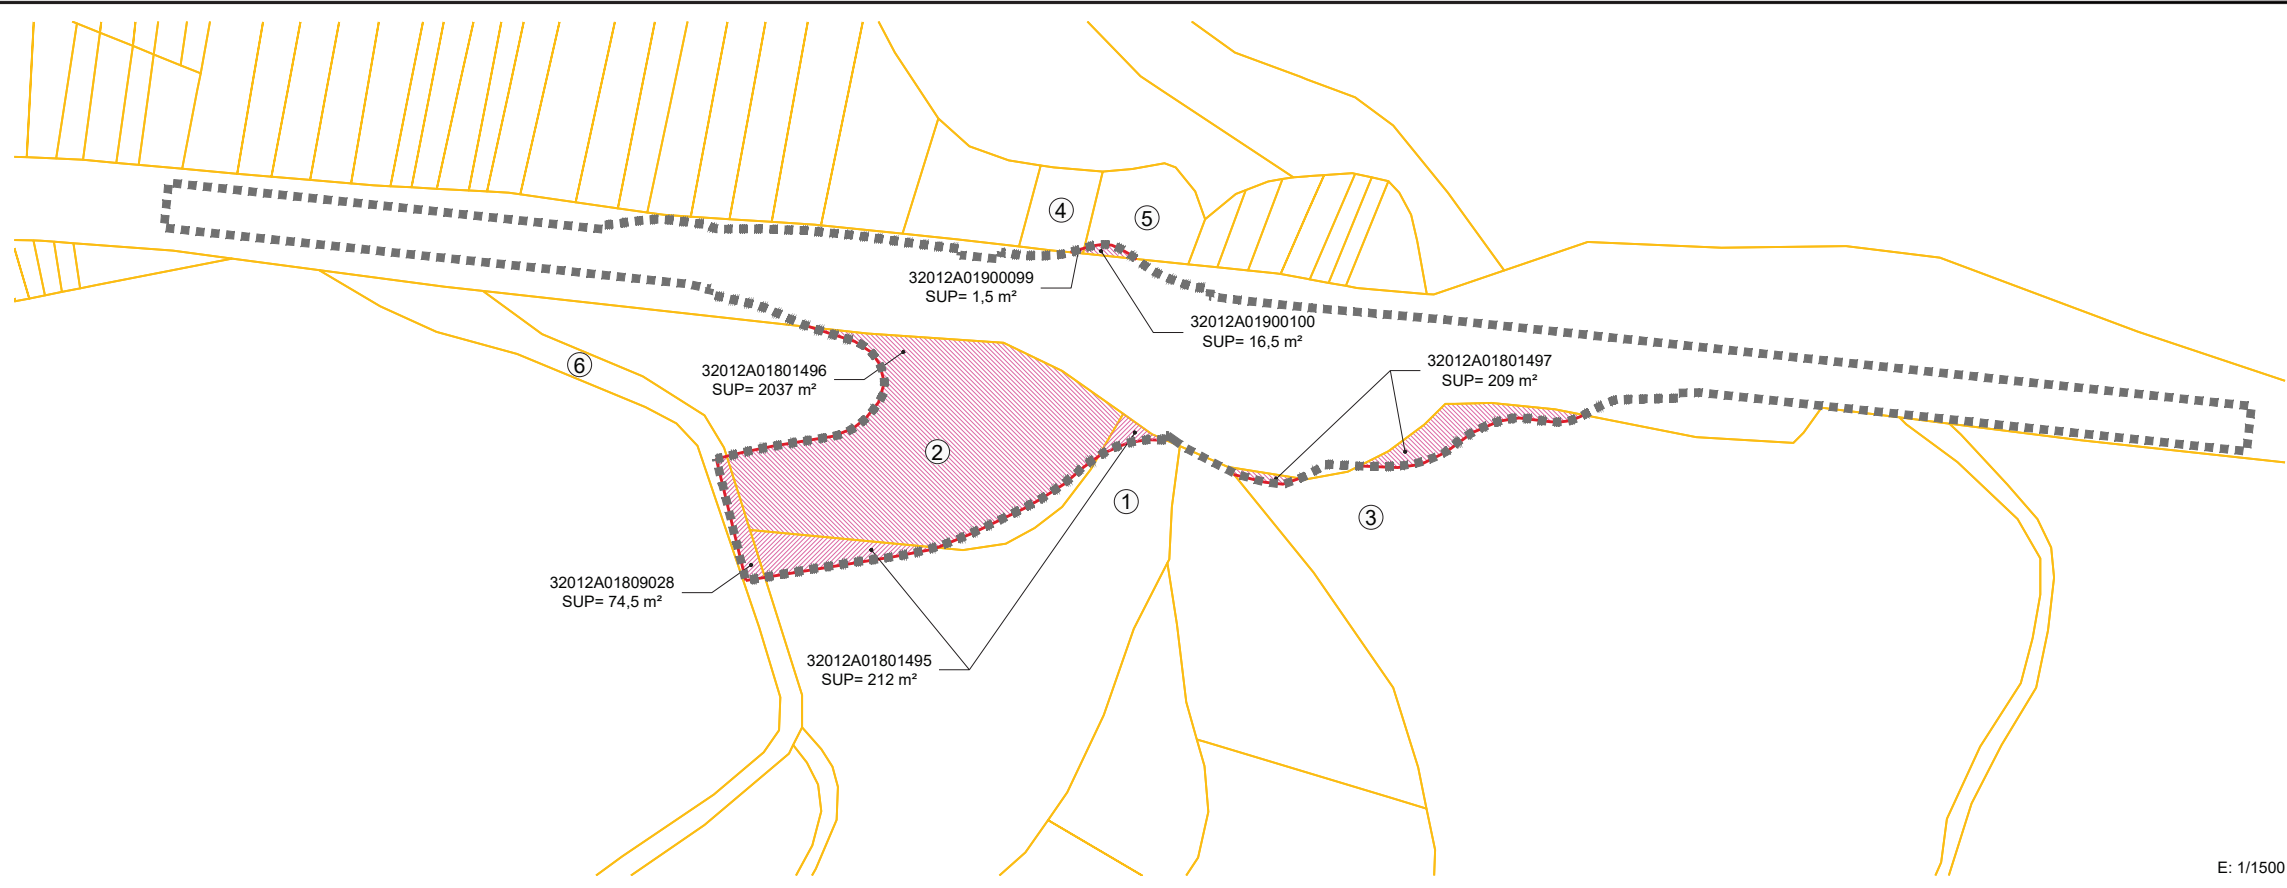 4
5
32012A01900099
SUP= 1,5 m²
32012A01900100
SUP= 16,5 m²
6
32012A01801496
SUP= 2037 m²
32012A01801497
SUP= 209 m²
2
1
3
32012A01809028
SUP= 74,5 m²
32012A01801495
SUP= 212 m²
E: 1/1500